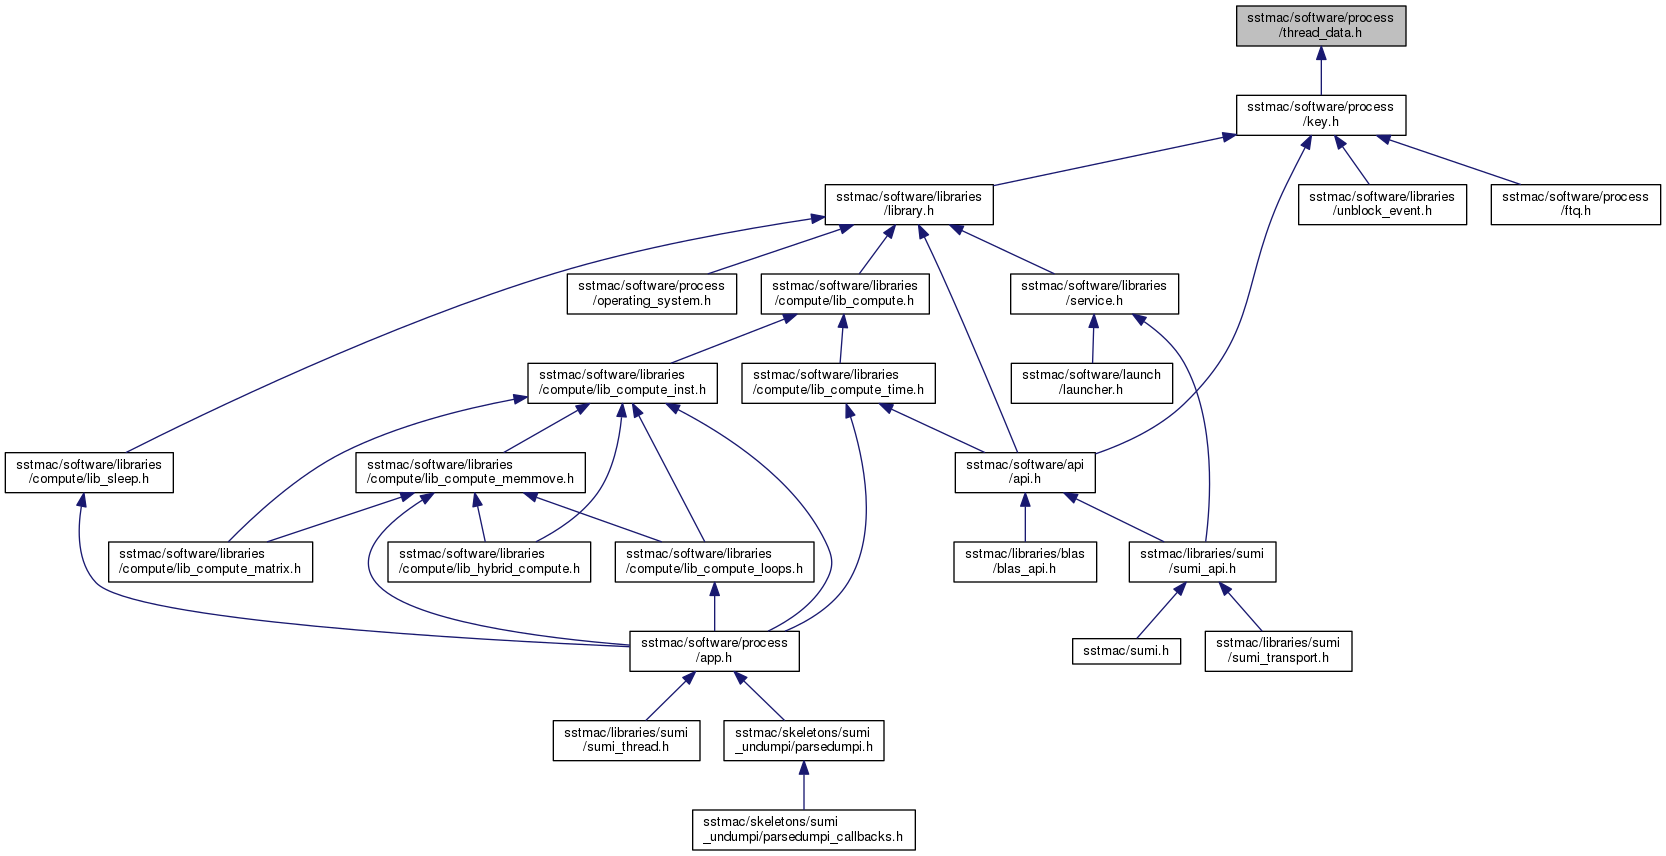 sstmac/software/process
/thread_data.h
sstmac/software/process
/key.h
sstmac/software/libraries
/library.h
sstmac/software/libraries
/unblock_event.h
sstmac/software/process
/ftq.h
sstmac/software/process
/operating_system.h
sstmac/software/libraries
/compute/lib_compute.h
sstmac/software/libraries
/service.h
sstmac/software/libraries
/compute/lib_compute_inst.h
sstmac/software/libraries
/compute/lib_compute_time.h
sstmac/software/launch
/launcher.h
sstmac/software/libraries
/compute/lib_sleep.h
sstmac/software/libraries
/compute/lib_compute_memmove.h
sstmac/software/api
/api.h
sstmac/software/libraries
/compute/lib_compute_matrix.h
sstmac/software/libraries
/compute/lib_hybrid_compute.h
sstmac/software/libraries
/compute/lib_compute_loops.h
sstmac/libraries/blas
/blas_api.h
sstmac/libraries/sumi
/sumi_api.h
sstmac/software/process
/app.h
sstmac/sumi.h
sstmac/libraries/sumi
/sumi_transport.h
sstmac/libraries/sumi
/sumi_thread.h
sstmac/skeletons/sumi
_undumpi/parsedumpi.h
sstmac/skeletons/sumi
_undumpi/parsedumpi_callbacks.h